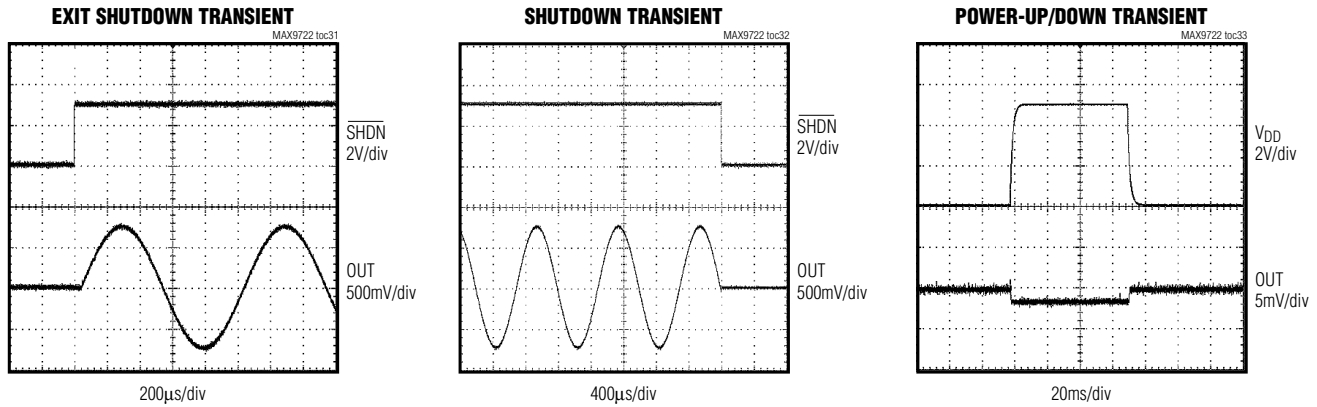 EXIT SHUTDOWN TRANSIENT
MAX9722 toc31
SHDN
2V/div
OUT
500mV/div
200µs/div
SHUTDOWN TRANSIENT
MAX9722 toc32
SHDN
2V/div
OUT
500mV/div
400µs/div
POWER-UP/DOWN TRANSIENT
MAX9722 toc33
VDD
2V/div
OUT
5mV/div
20ms/div